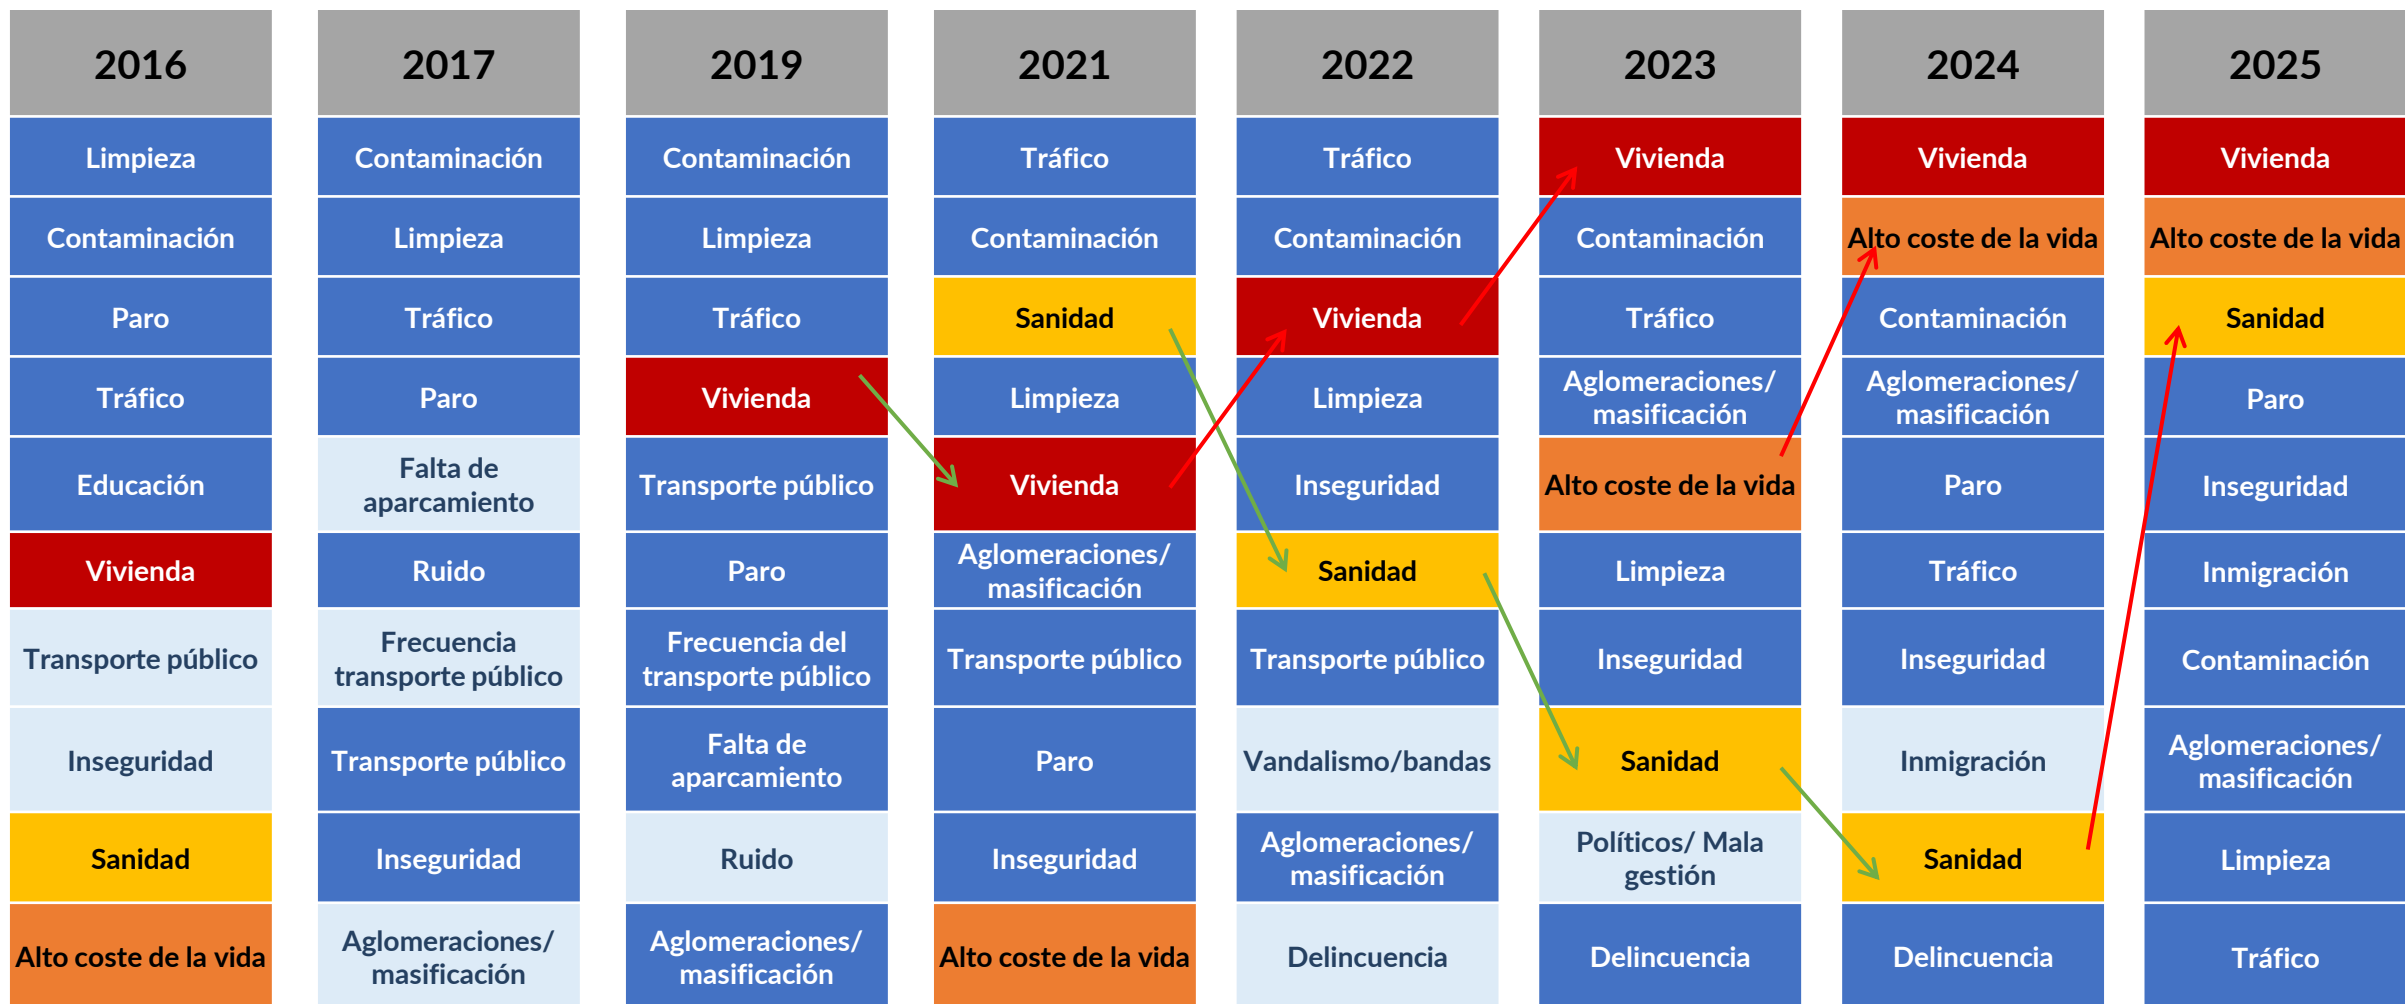 2016
2017
2019
2021
2022
2023
2024
2025
Limpieza
Contaminación
Contaminación
Tráfico
Tráfico
Vivienda
Vivienda
Vivienda
Contaminación
Limpieza
Limpieza
Contaminación
Contaminación
Contaminación
Alto coste de la vida
Alto coste de la vida
Paro
Tráfico
Tráfico
Sanidad
Vivienda
Tráfico
Contaminación
Sanidad
Tráfico
Paro
Vivienda
Limpieza
Limpieza
Aglomeraciones/
masificación
Aglomeraciones/
masificación
Paro
Educación
Falta de
aparcamiento
Transporte público
Vivienda
Inseguridad
Alto coste de la vida
Paro
Inseguridad
Vivienda
Ruido
Paro
Aglomeraciones/
masificación
Sanidad
Limpieza
Tráfico
Inmigración
Transporte público
Frecuencia
transporte público
Frecuencia del
transporte público
Transporte público
Transporte público
Inseguridad
Inseguridad
Contaminación
Inseguridad
Transporte público
Falta de
aparcamiento
Paro
Vandalismo/bandas
Sanidad
Inmigración
Aglomeraciones/
masificación
Sanidad
Inseguridad
Ruido
Inseguridad
Aglomeraciones/
masificación
Políticos/ Mala
gestión
Sanidad
Limpieza
Alto coste de la vida
Aglomeraciones/
masificación
Aglomeraciones/
masificación
Alto coste de la vida
Delincuencia
Delincuencia
Delincuencia
Tráfico